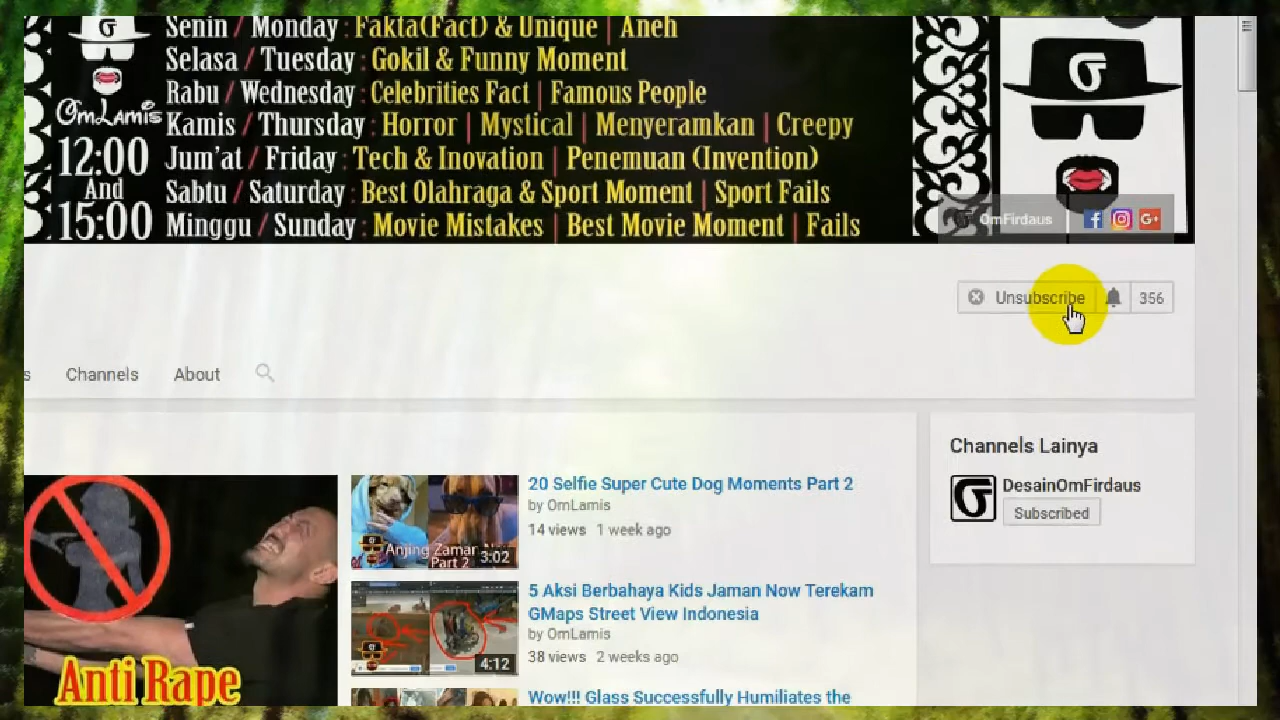 Senin / Monday : Fakta(Fact) & Unique | Aneh
Selasa / Tuesday : Gokil & Funny Moment
Rabu / Wednesday : Celebrities Fact | Famous People
OmLamis
Kamis / Thursday : Horror | Mystical | Menyeramkan | Creepy
12:00
Jum'at / Friday : Tech & Inovation | Penemuan (Invention)
And
Sabtu / Saturday : Best Olahraga & Sport Moment | Sport Fails
15:00
Minggu / Sunday : Movie Mistakes | Best Movie Moment | Fails
OmFirdaus
Unsubscribe 356
s Channels About
Channels Lainya
DesainOmFirdaus
Subscribed
20 Selfie Super Cute Dog Moments Part 2
by OmLamis
14 views 1 week ago
Anjing Zaman
Part 2 3:02
5 Aksi Berbahaya Kids Jaman Now Terekam
GMaps Street View Indonesia
by OmLamis
38 views 2 weeks ago
4:12
Anti Rape
Wow!!! Glass Successfully Humiliates the